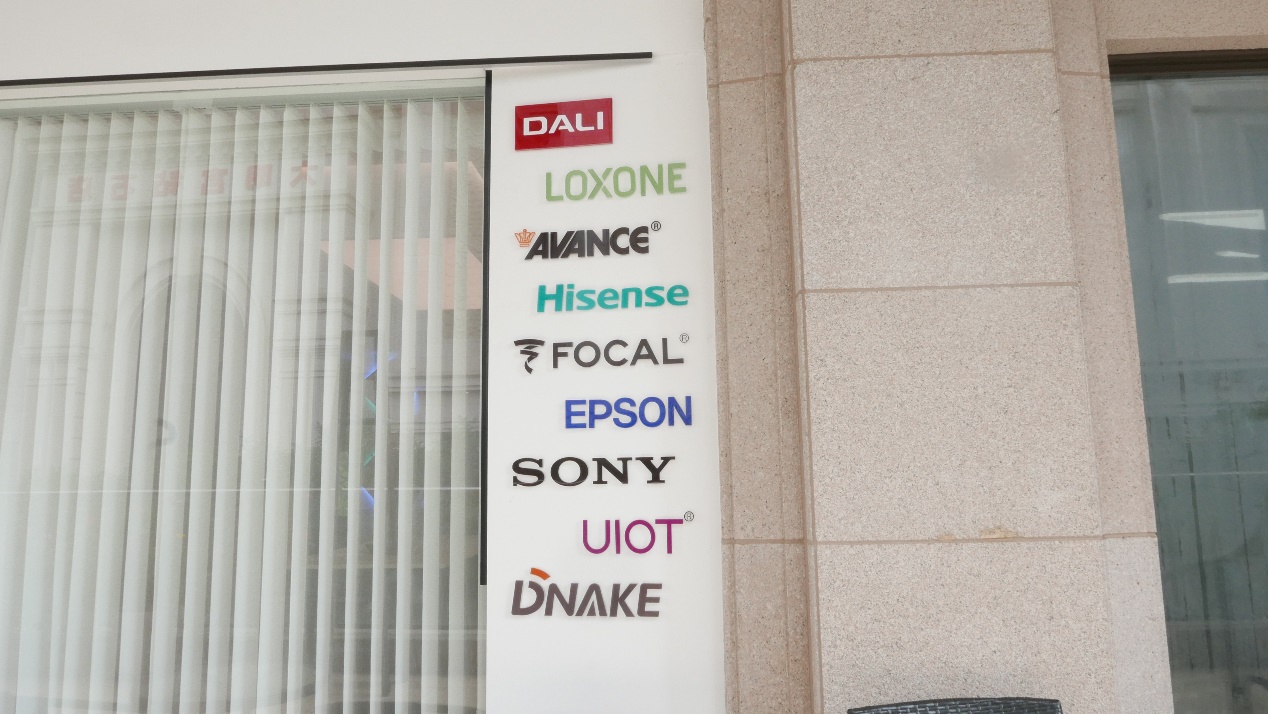 DALI
LOXONE
AVANCE®
Hisense
FOCAL®
EPSON
SONY
UIOT®
DNAKE